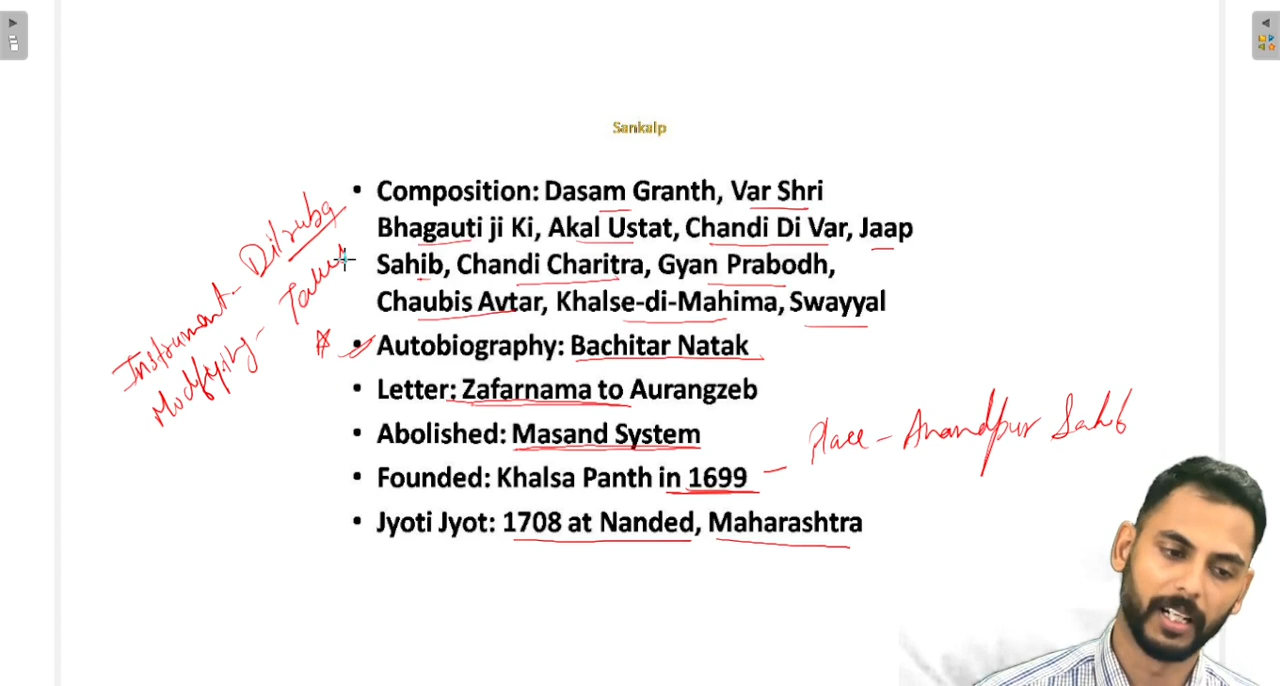 Sankalp
• Composition: Dasam Granth, Var Shri
Bhagauti ji Ki, Akal Ustat, Chandi Di Var, Jaap
Sahib, Chandi Charitra, Gyan Prabodh,
Chaubis Avtar, Khalse-di-Mahima, Swayyal
• Autobiography: Bachitar Natak
• Letter: Zafarnama to Aurangzeb
• Abolished: Masand System
• Founded: Khalsa Panth in 1699
• Jyoti Jyot: 1708 at Nanded, Maharashtra
Instrument - Dilruba
Modifying -
– Place – Anandpur Sahib